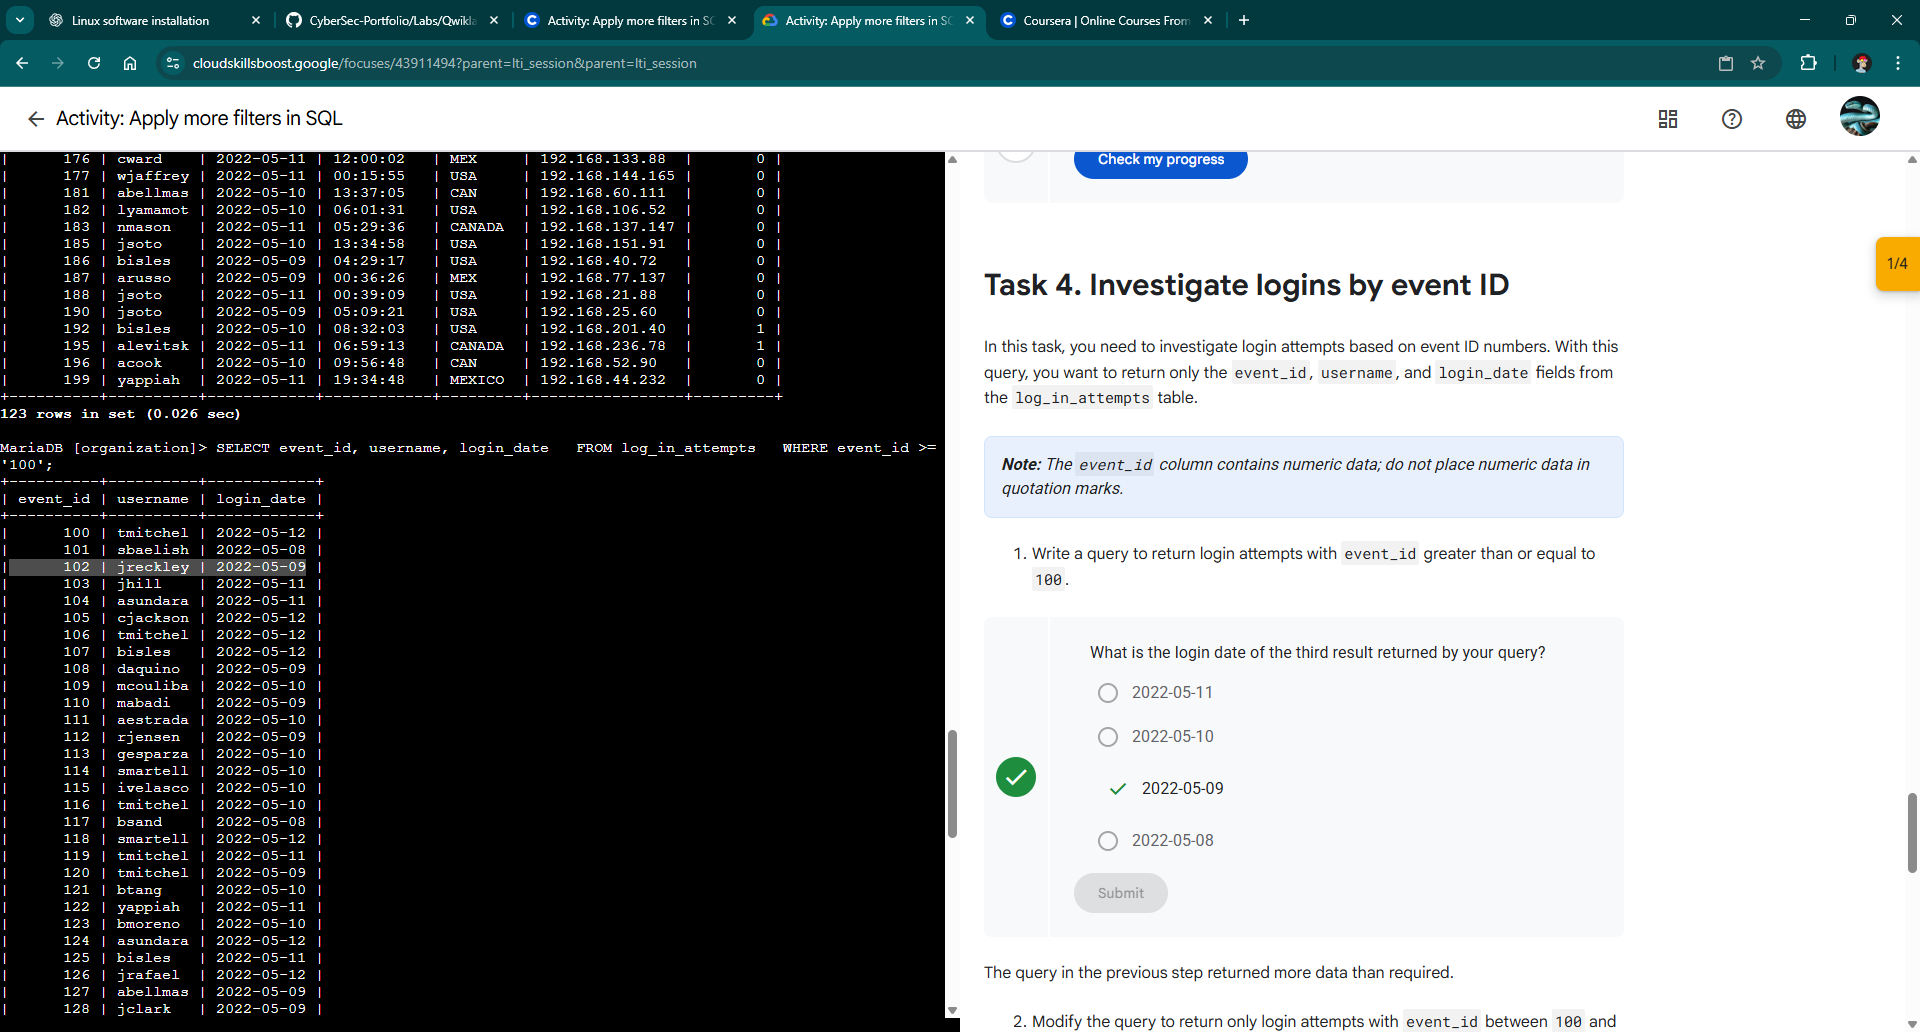 Linux software installation
CyberSec-Portfolio/Labs/Qwikla
Activity: Apply more filters in SC
Activity: Apply more filters in SC
Coursera | Online Courses From
cloudskillsboost.google/focuses/43911494?parent=lti_session&parent=lti_session
Activity: Apply more filters in SQL
| 176 | cward | 2022-05-11 | 12:00:02 | MEX | 192.168.133.88 | 0 |
| 177 | wjaffrey | 2022-05-11 | 00:15:55 | USA | 192.168.144.165 | 0 |
| 181 | abellmas | 2022-05-10 | 13:37:05 | CAN | 192.168.60.111 | 0 |
| 182 | lyamamot | 2022-05-10 | 06:01:31 | USA | 192.168.106.52 | 0 |
| 183 | nmason | 2022-05-11 | 05:29:36 | CANADA | 192.168.137.147 | 0 |
| 185 | jsoto | 2022-05-10 | 13:34:58 | USA | 192.168.151.91 | 0 |
| 186 | bisles | 2022-05-09 | 04:29:17 | USA | 192.168.40.72 | 0 |
| 187 | arusso | 2022-05-09 | 00:36:26 | MEX | 192.168.77.137 | 0 |
| 188 | jsoto | 2022-05-11 | 00:39:09 | USA | 192.168.21.88 | 0 |
| 190 | jsoto | 2022-05-09 | 05:09:21 | USA | 192.168.25.60 | 0 |
| 192 | bisles | 2022-05-10 | 08:32:03 | USA | 192.168.201.40 | 1 |
| 195 | alevitsk | 2022-05-11 | 06:59:13 | CANADA | 192.168.236.78 | 1 |
| 196 | acook | 2022-05-10 | 09:56:48 | CAN | 192.168.52.90 | 0 |
| 199 | yappiah | 2022-05-11 | 19:34:48 | MEXICO | 192.168.44.232 | 0 |
+----------+----------+------------+------------+---------+-----------------+---------+
123 rows in set (0.026 sec)
MariaDB [organization]> SELECT event_id, username, login_date   FROM log_in_attempts   WHERE event_id >=
'100';
+----------+----------+------------+
| event_id | username | login_date |
+----------+----------+------------+
| 100 | tmitchel | 2022-05-12 |
| 101 | sbaelish | 2022-05-08 |
| 102 | jreckley | 2022-05-09 |
| 103 | jhill | 2022-05-11 |
| 104 | asundara | 2022-05-11 |
| 105 | cjackson | 2022-05-12 |
| 106 | tmitchel | 2022-05-12 |
| 107 | bisles | 2022-05-12 |
| 108 | daquino | 2022-05-09 |
| 109 | mcouliba | 2022-05-10 |
| 110 | mabadi | 2022-05-09 |
| 111 | aestrada | 2022-05-10 |
| 112 | rjensen | 2022-05-09 |
| 113 | gesparza | 2022-05-10 |
| 114 | smartell | 2022-05-10 |
| 115 | ivelasco | 2022-05-10 |
| 116 | tmitchel | 2022-05-10 |
| 117 | bsand | 2022-05-08 |
| 118 | smartell | 2022-05-12 |
| 119 | tmitchel | 2022-05-11 |
| 120 | tmitchel | 2022-05-09 |
| 121 | btang | 2022-05-10 |
| 122 | yappiah | 2022-05-11 |
| 123 | bmoreno | 2022-05-10 |
| 124 | asundara | 2022-05-12 |
| 125 | bisles | 2022-05-11 |
| 126 | jrafael | 2022-05-12 |
| 127 | abellmas | 2022-05-09 |
| 128 | jclark | 2022-05-09 |
Check my progress
1/4
Task 4. Investigate logins by event ID
In this task, you need to investigate login attempts based on event ID numbers. With this
query, you want to return only the event_id, username, and login_date fields from
the log_in_attempts table.
Note: The event_id column contains numeric data; do not place numeric data in
quotation marks.
1. Write a query to return login attempts with event_id greater than or equal to
100.
What is the login date of the third result returned by your query?
2022-05-11
2022-05-10
2022-05-09
2022-05-08
Submit
The query in the previous step returned more data than required.
2. Modify the query to return only login attempts with event_id between 100 and